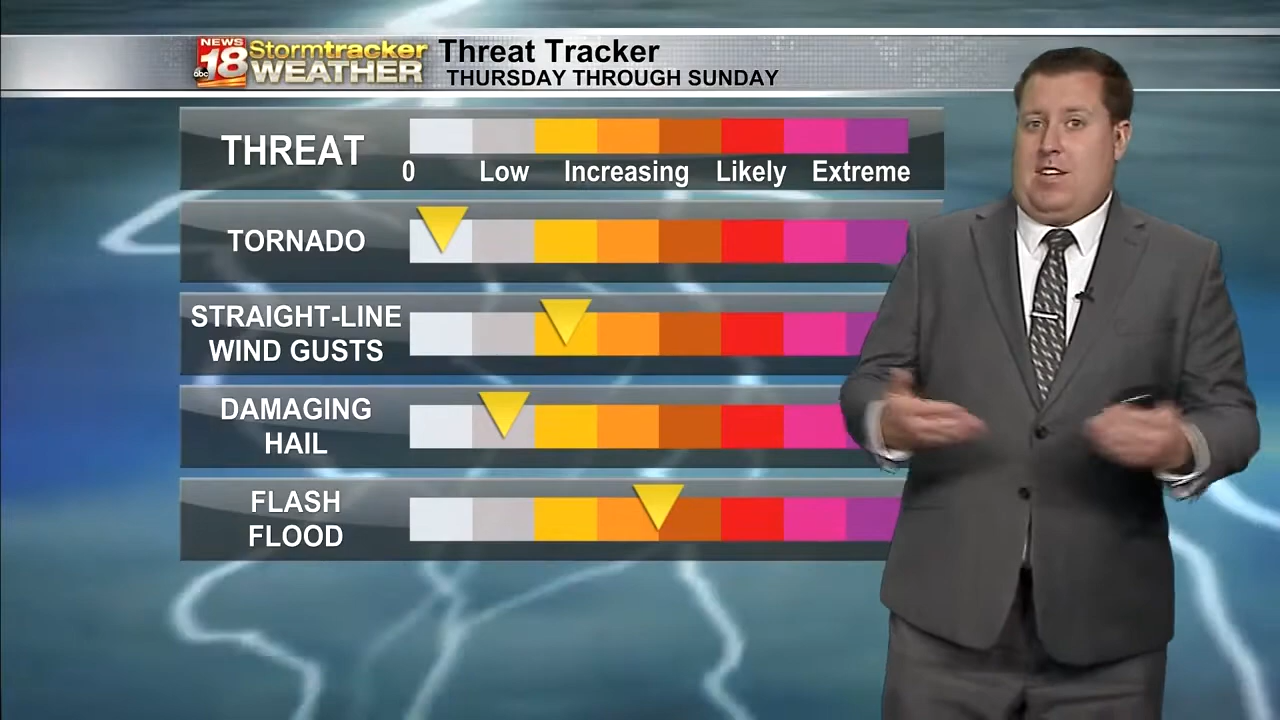 NEWS
abc 18
Stormtracker
WEATHER
Threat Tracker
THURSDAY THROUGH SUNDAY
THREAT
0 Low Increasing Likely Extreme
TORNADO
STRAIGHT-LINE
WIND GUSTS
DAMAGING
HAIL
FLASH
FLOOD